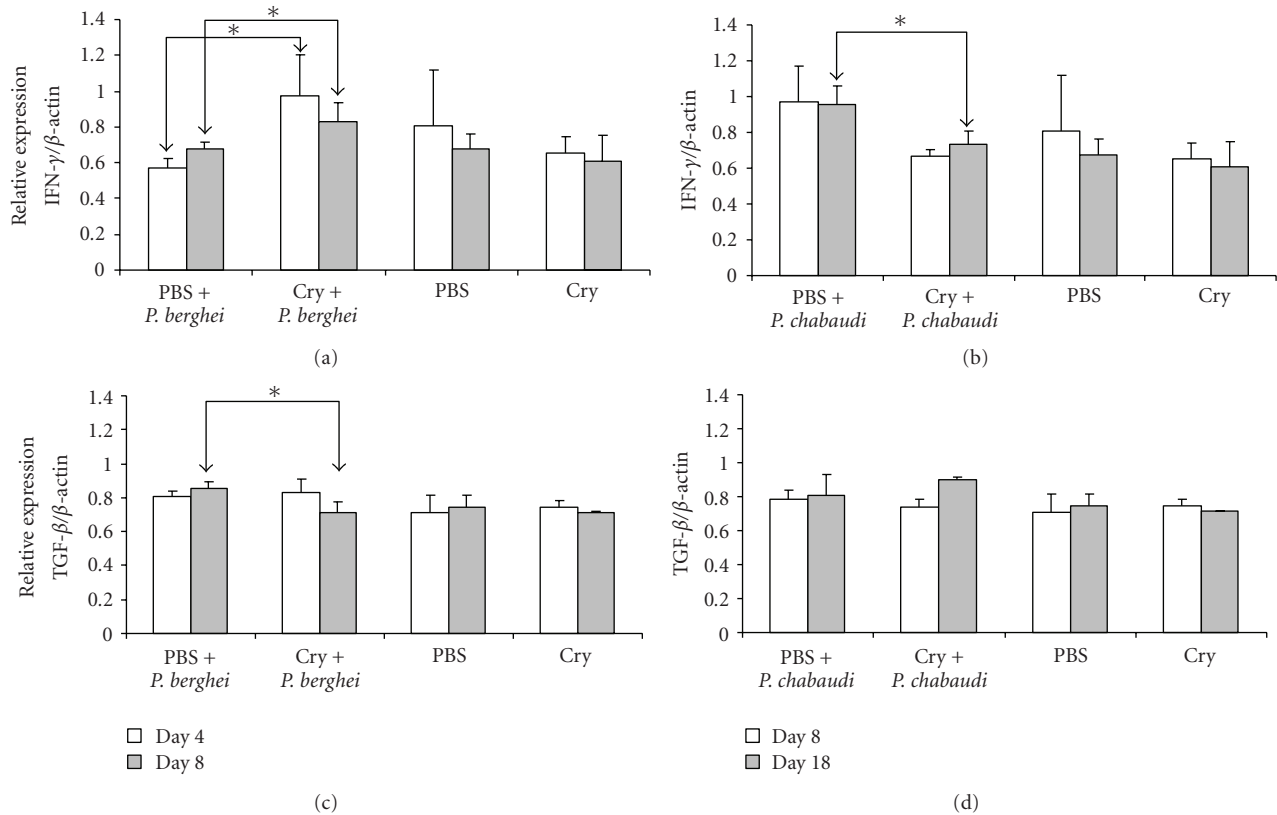 1.4
1.2
1
0.8
0.6
0.4
0.2
0
Relative expression
IFN-γ/β-actin
*
*
PBS +
P. berghei
Cry +
P. berghei
PBS
Cry
(a)
1.4
1.2
1
0.8
0.6
0.4
0.2
0
IFN-γ/β-actin
*
PBS +
P. chabaudi
Cry +
P. chabaudi
PBS
Cry
(b)
1.4
1.2
1
0.8
0.6
0.4
0.2
0
Relative expression
TGF-β/β-actin
*
PBS +
P. berghei
Cry +
P. berghei
PBS
Cry
Day 4
Day 8
(c)
1.4
1.2
1
0.8
0.6
0.4
0.2
0
TGF-β/β-actin
PBS +
P. chabaudi
Cry +
P. chabaudi
PBS
Cry
Day 8
Day 18
(d)